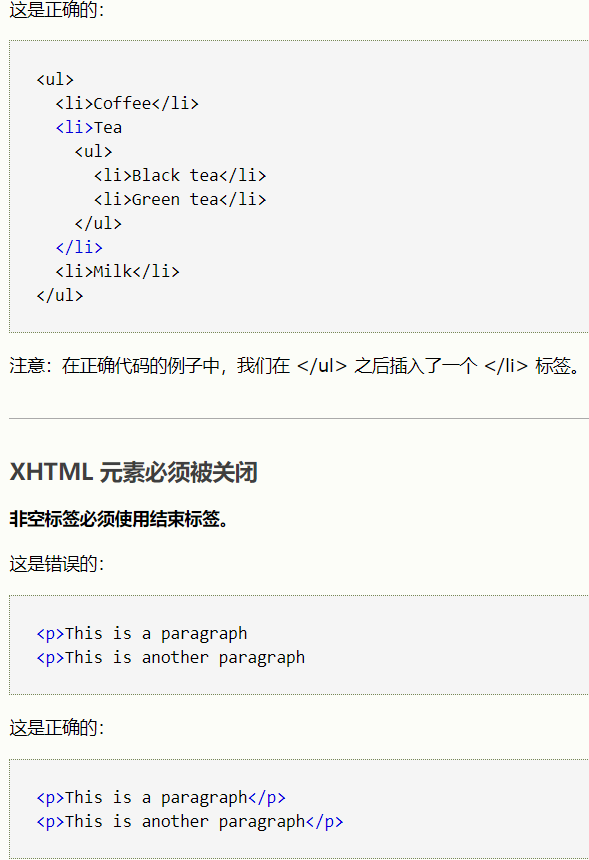 这是正确的：
<ul>
  <li>Coffee</li>
  <li>Tea
    <ul>
      <li>Black tea</li>
      <li>Green tea</li>
    </ul>
  </li>
  <li>Milk</li>
</ul>
注意：在正确代码的例子中，我们在 </ul> 之后插入了一个 </li> 标签。
XHTML 元素必须被关闭
非空标签必须使用结束标签。
这是错误的：
<p>This is a paragraph
<p>This is another paragraph
这是正确的：
<p>This is a paragraph</p>
<p>This is another paragraph</p>